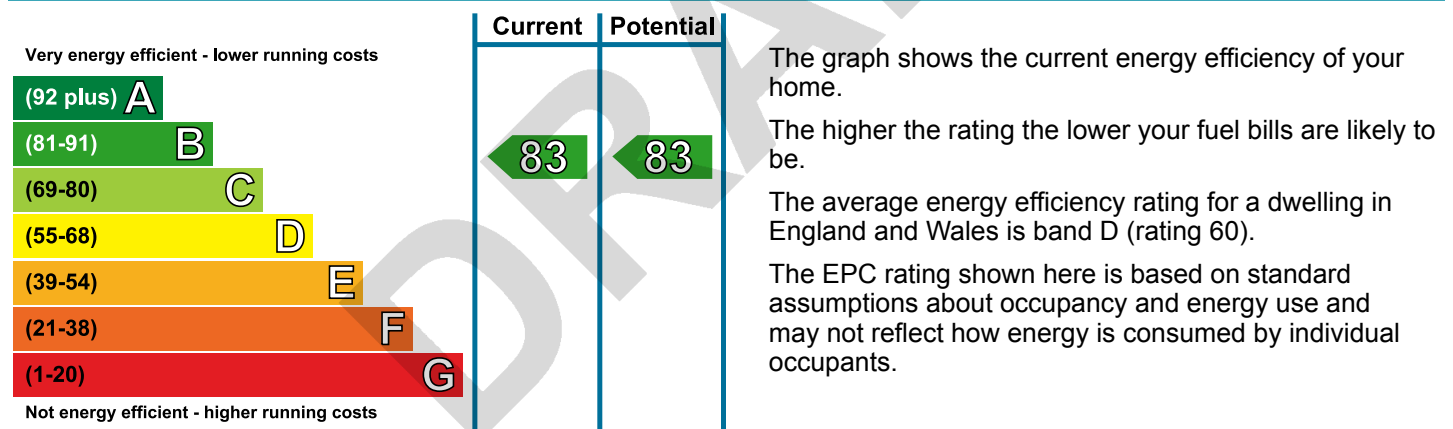 Current Potential
Very energy efficient - lower running costs
(92 plus) A
(81-91) B
83 83
(69-80) C
(55-68) D
(39-54) E
(21-38) F
(1-20) G
Not energy efficient - higher running costs
The graph shows the current energy efficiency of your
home.
The higher the rating the lower your fuel bills are likely to
be.
The average energy efficiency rating for a dwelling in
England and Wales is band D (rating 60).
The EPC rating shown here is based on standard
assumptions about occupancy and energy use and
may not reflect how energy is consumed by individual
occupants.
DRA